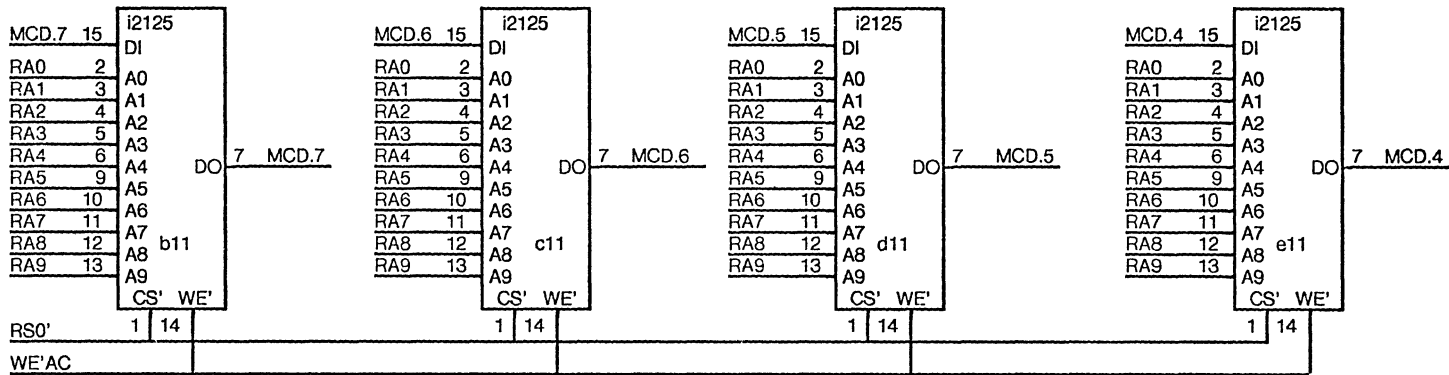 i2125 i2125 i2125 i2125
MCD.7 15 MCD.6 15 MCD.5 15 MCD.4 15
DI DI DI DI
RA0 2 A0 RA0 2 A0 RA0 2 A0 RA0 2 A0
RA1 3 A1 RA1 3 A1 RA1 3 A1 RA1 3 A1
RA2 4 A2 RA2 4 A2 RA2 4 A2 RA2 4 A2
RA3 5 A3 RA3 5 A3 RA3 5 A3 RA3 5 A3
RA4 6 A4 DO 7 MCD.7 RA4 6 A4 DO 7 MCD.6 RA4 6 A4 DO 7 MCD.5 RA4 6 A4 DO 7 MCD.4
RA5 9 A5 RA5 9 A5 RA5 9 A5 RA5 9 A5
RA6 10 A6 RA6 10 A6 RA6 10 A6 RA6 10 A6
RA7 11 A7 RA7 11 A7 RA7 11 A7 RA7 11 A7
RA8 12 A8 b11 RA8 12 A8 c11 RA8 12 A8 d11 RA8 12 A8 e11
RA9 13 A9 RA9 13 A9 RA9 13 A9 RA9 13 A9
CS' WE' CS' WE' CS' WE' CS' WE'
1 14 1 14 1 14 1 14
RS0'
WE'AC